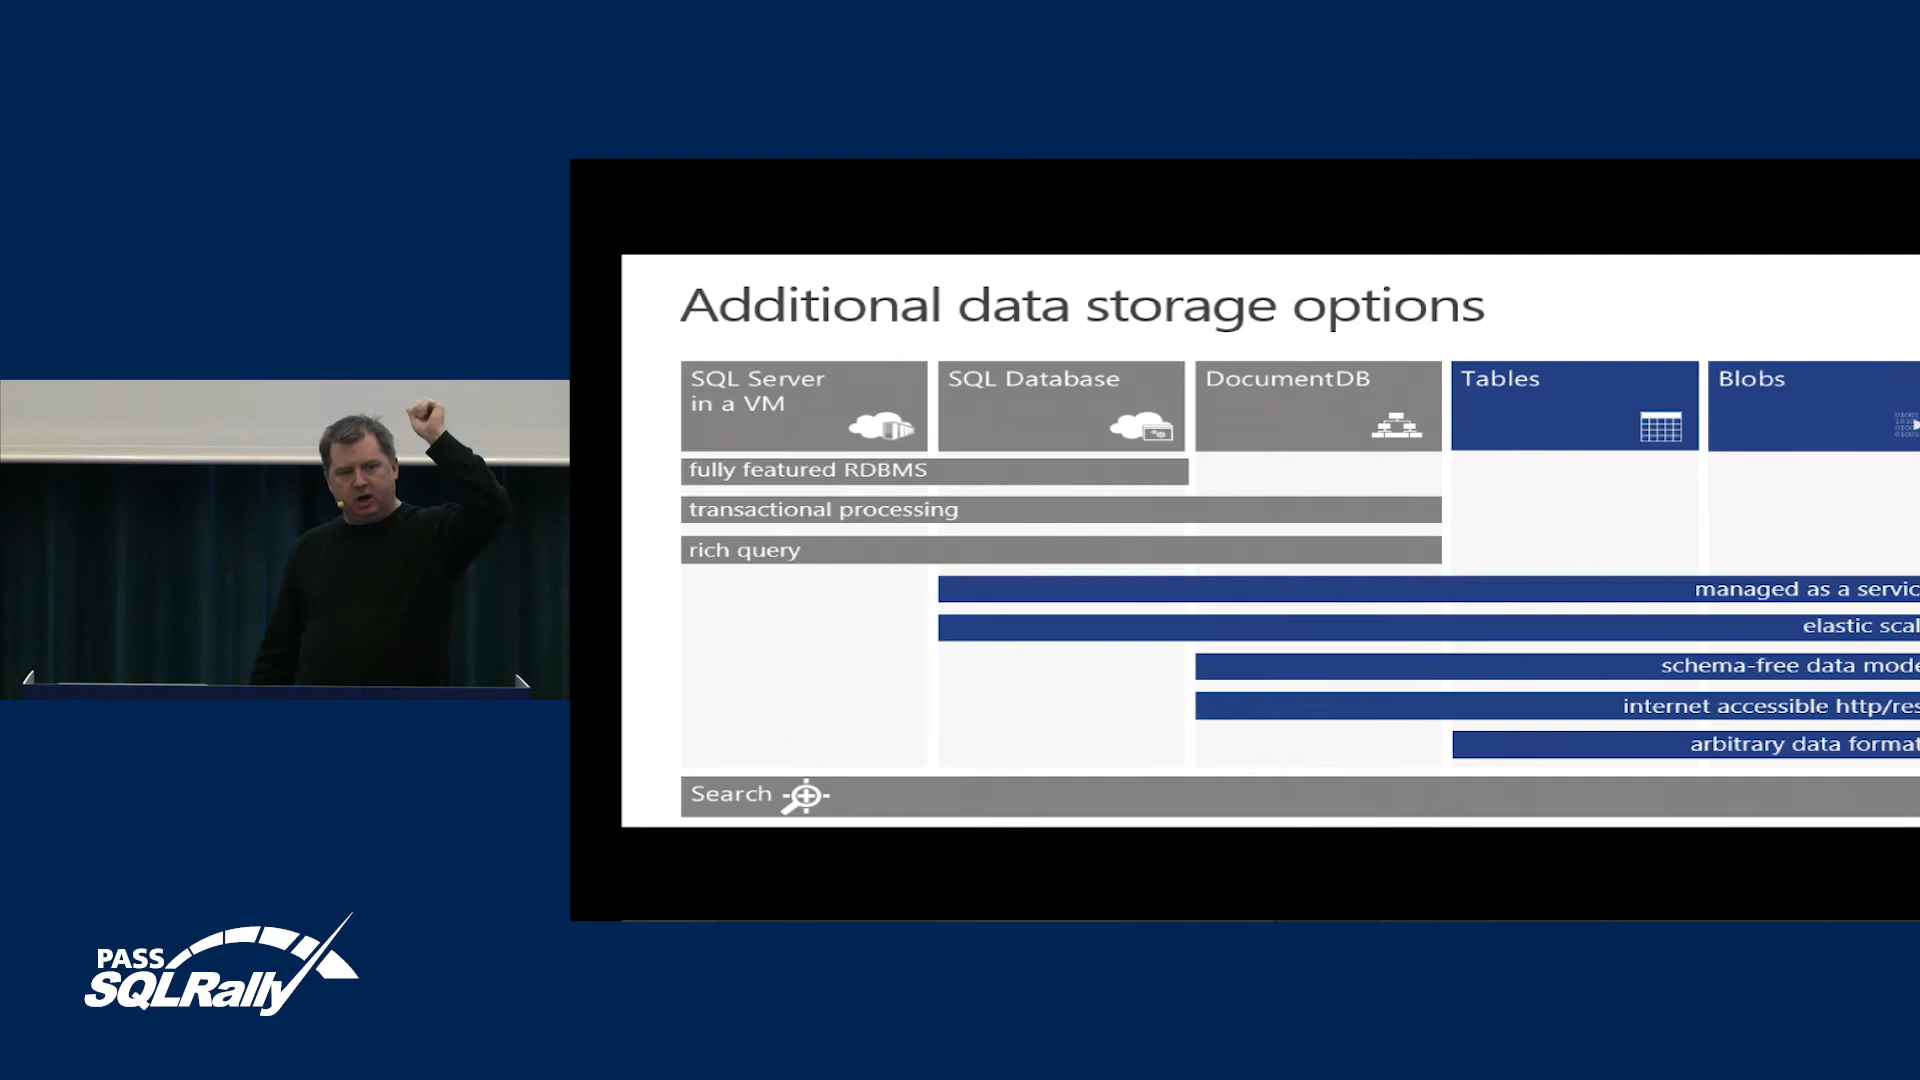 Additional data storage options
SQL Server
in a VM
SQL Database
DocumentDB
Tables
Blobs
fully featured RDBMS
transactional processing
rich query
managed as a servic
elastic scal
schema-free data mode
internet accessible http/res
arbitrary data format
Search
PASS
SQLRally